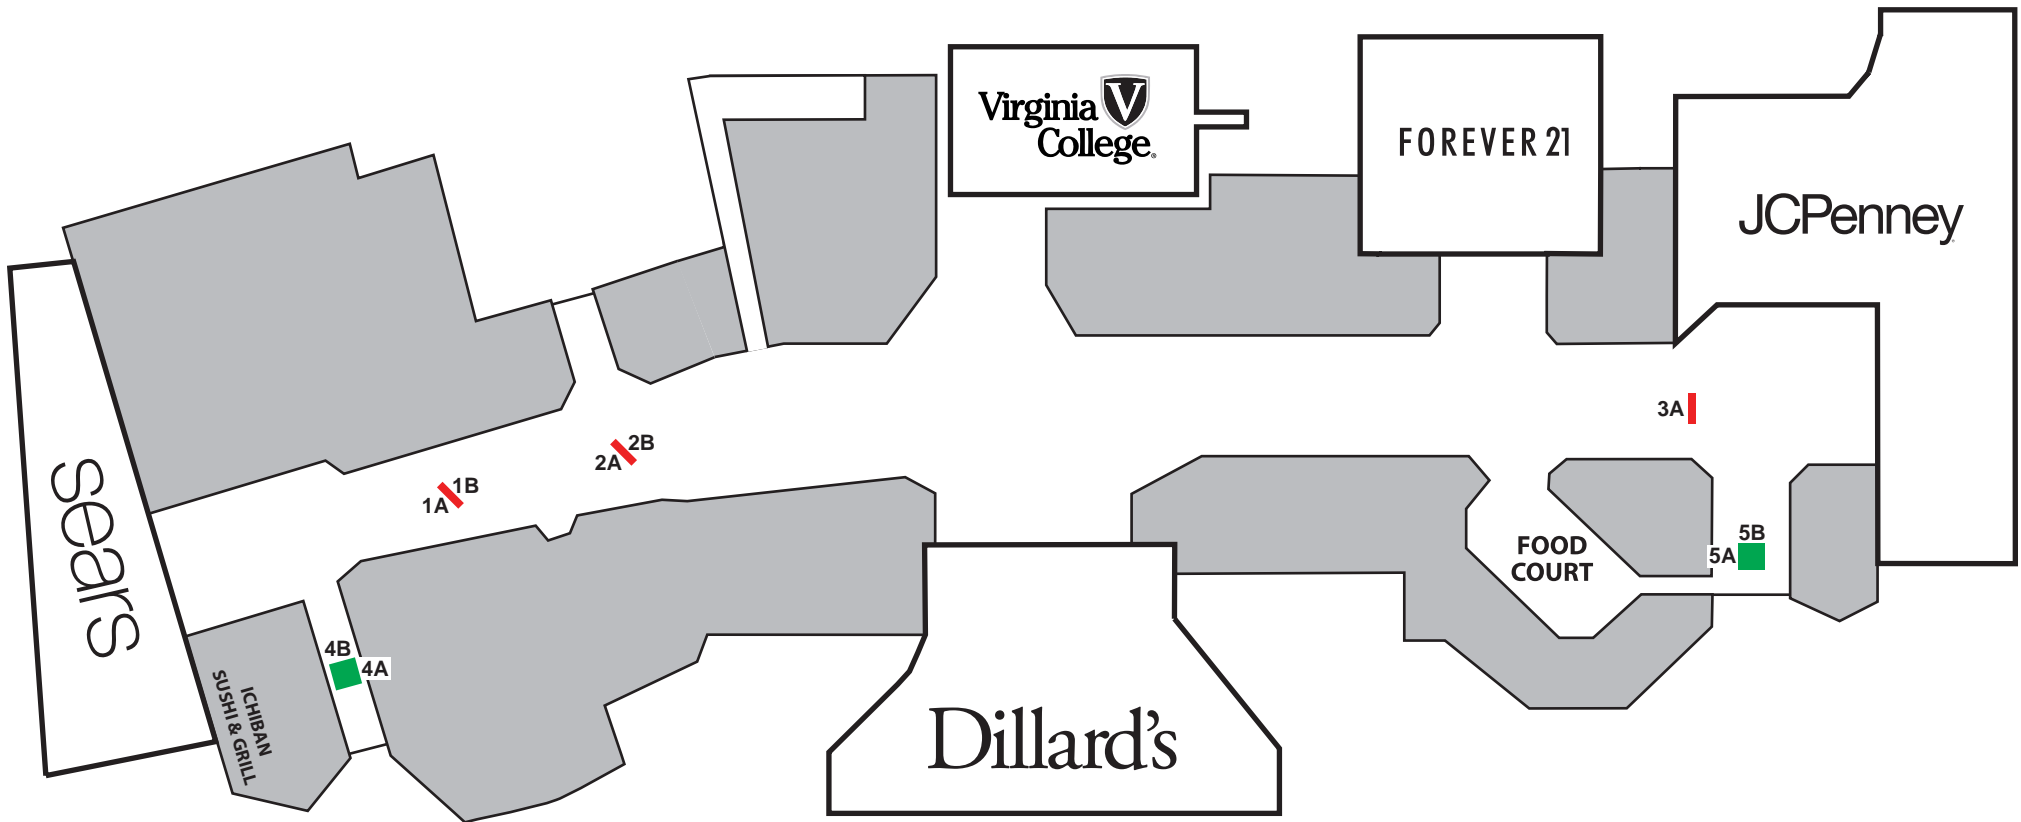 Virginia
College®
FOREVER 21
JCPenney
sears
ICHIBAN
SUSHI & GRILL
1A
1B
2A
2B
3A
4B
4A
FOOD
COURT
5B
5A
Dillard's